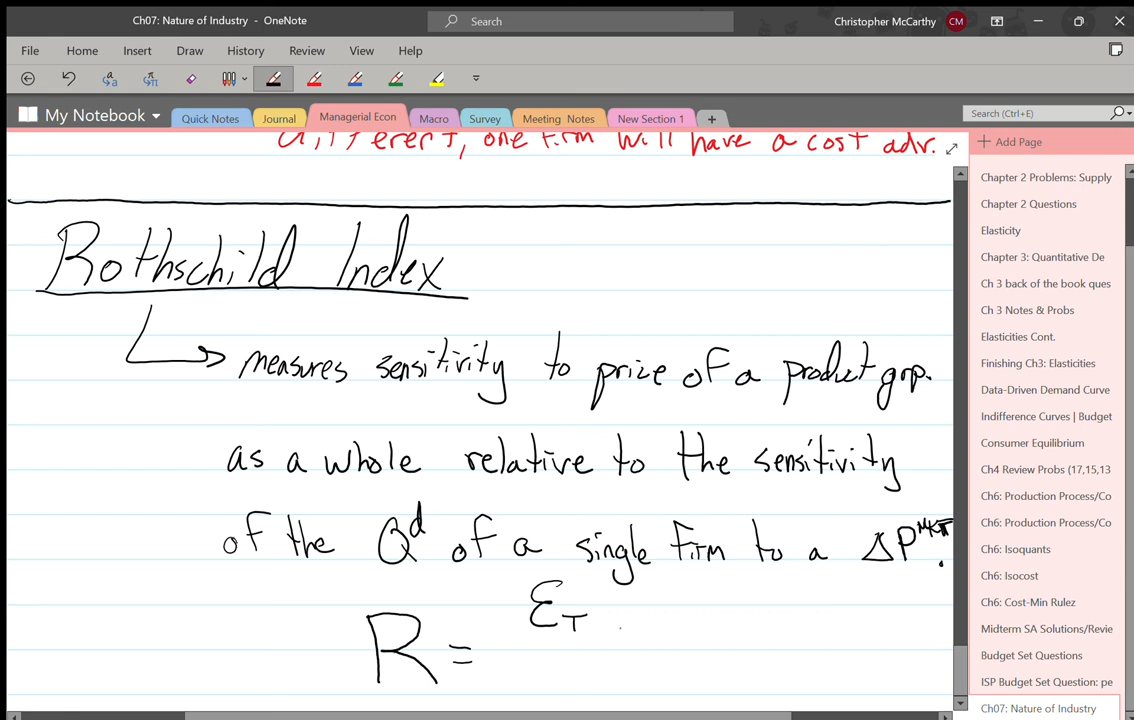 Ch07: Nature of Industry - OneNote
Search
Christopher McCarthy
CM
File Home Insert Draw History Review View Help
My Notebook
Quick Notes Journal Managerial Econ Macro Survey Meeting Notes New Section 1
Search (Ctrl+E)
different, one firm will have a cost adv.
Rothschild Index
measures sensitivity to price of a product grp.
as a whole relative to the sensitivity
of the Qd of a single firm to a ΔP^MKT.
R = ε_T
Add Page
Chapter 2 Problems: Supply
Chapter 2 Questions
Elasticity
Chapter 3: Quantitative De
Ch 3 back of the book ques
Ch 3 Notes & Probs
Elasticities Cont.
Finishing Ch3: Elasticities
Data-Driven Demand Curve
Indifference Curves | Budget
Consumer Equilibrium
Ch4 Review Probs (17,15,13
Ch6: Production Process/Co
Ch6: Production Process/Co
Ch6: Isoquants
Ch6: Isocost
Ch6: Cost-Min Rulez
Midterm SA Solutions/Revie
Budget Set Questions
ISP Budget Set Question: pe
Ch07: Nature of Industry